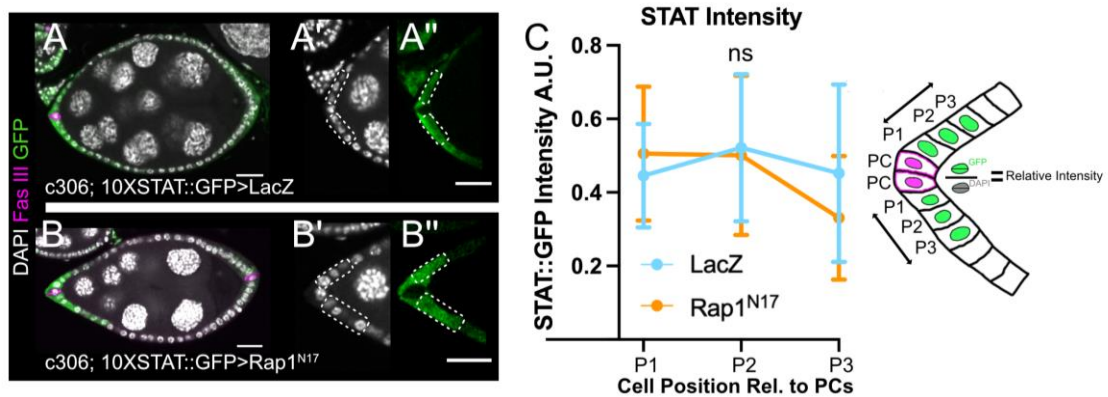 DAPI Fas III GFP
A
A'
A"
c306; 10XSTAT::GFP>LacZ
B
B'
B"
c306; 10XSTAT::GFP>Rap1N17
C
STAT Intensity
STAT::GFP Intensity A.U.
0.8
0.6
0.4
0.2
ns
LacZ
Rap1N17
P1
P2
P3
Cell Position Rel. to PCs
P3
P2
P1
PC
PC
P1
P2
P3
GFP
DAPI
= Relative Intensity